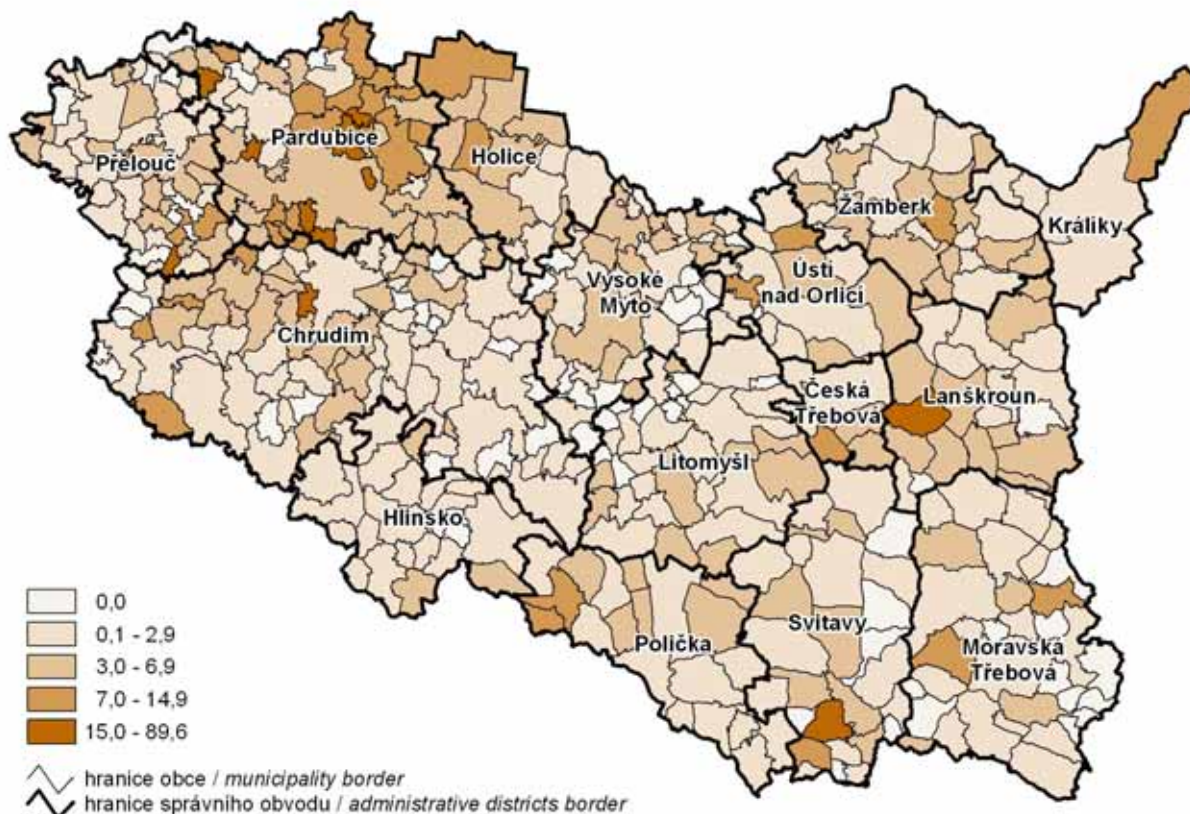 Pardubice
Holice
Přelouč
Žamberk
Králíky
Vysoké
Mýto
Ústí
nad Orlicí
Chrudim
Česká
Třebová
Lanškroun
Litomyšl
Hlinsko
Svitavy
Polička
Moravská
Třebová
0,0
0,1 - 2,9
3,0 - 6,9
7,0 - 14,9
15,0 - 89,6
hranice obce / municipality border
hranice správního obvodu / administrative districts border